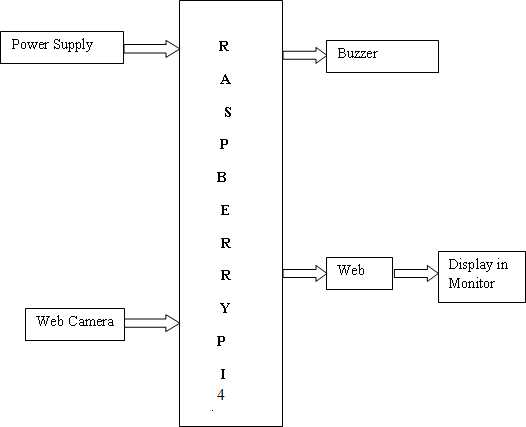 Power Supply
Web Camera
R
A
S
P
B
E
R
R
Y
P
I
4
.
Buzzer
Web
Display in
Monitor